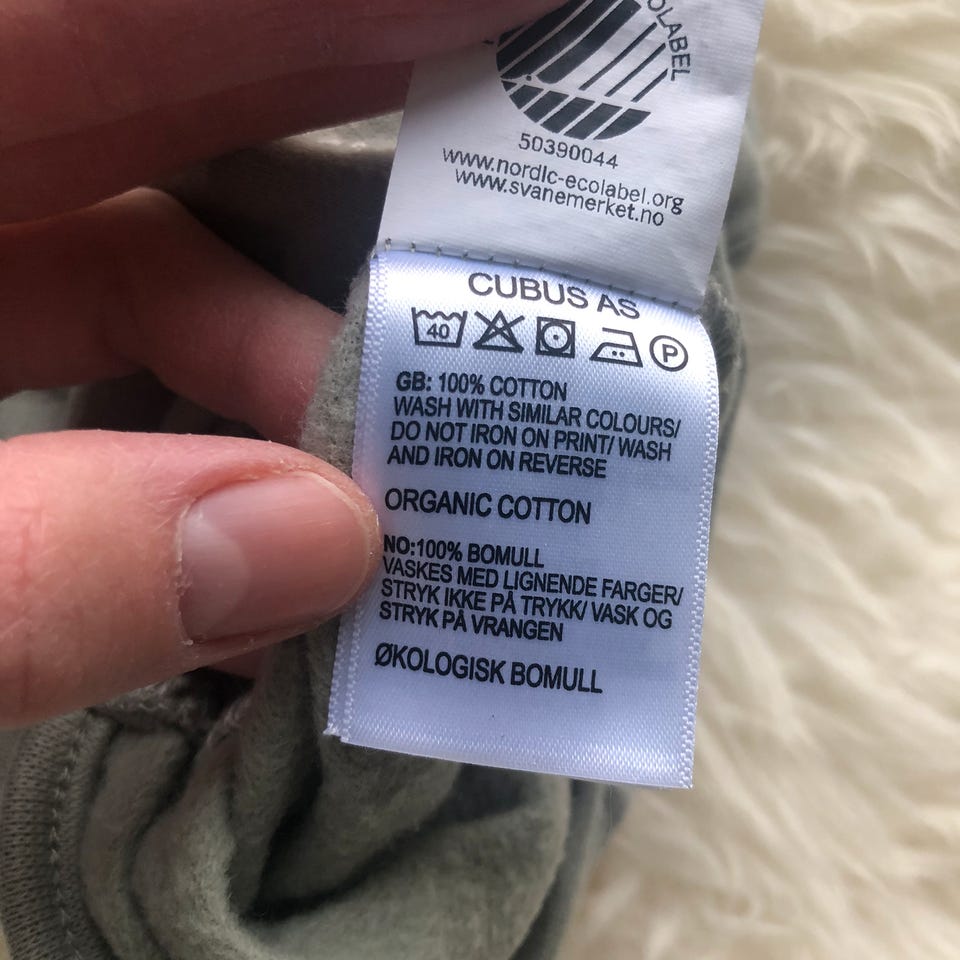 50390044
www.nordic-ecolabel.org
www.svanemerket.no
CUBUS AS
40
P
GB: 100% COTTON
WASH WITH SIMILAR COLOURS/
DO NOT IRON ON PRINT/ WASH
AND IRON ON REVERSE
ORGANIC COTTON
NO:100% BOMULL
VASKES MED LIGNENDE FARGER/
STRYK IKKE PÅ TRYKK/ VASK OG
STRYK PÅ VRANGEN
ØKOLOGISK BOMULL